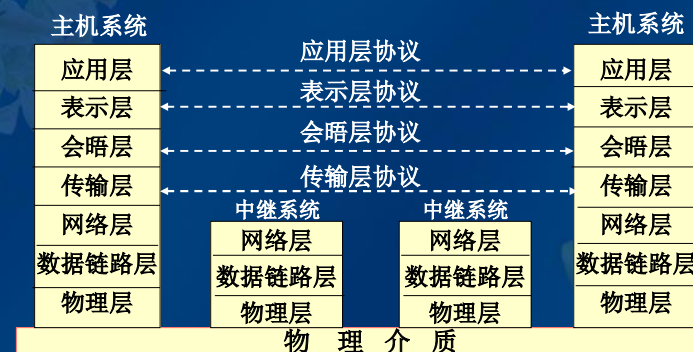 主机系统
主机系统
应用层
应用层协议
应用层
表示层
表示层协议
表示层
会晤层
会晤层协议
会晤层
传输层
传输层协议
传输层
中继系统
中继系统
网络层
网络层
网络层
网络层
数据链路层
数据链路层
数据链路层
数据链路层
物理层
物理层
物理层
物理层
物 理 介 质